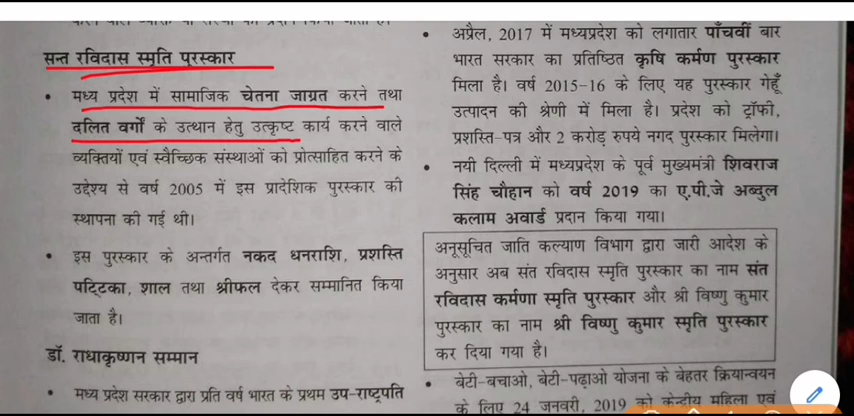 सन्त रविदास स्मृति पुरस्कार
• मध्य प्रदेश में सामाजिक चेतना जाग्रत करने तथा
दलित वर्गों के उत्थान हेतु उत्कृष्ट कार्य करने वाले
व्यक्तियों एवं स्वैच्छिक संस्थाओं को प्रोत्साहित करने के
उद्देश्य से वर्ष 2005 में इस प्रादेशिक पुरस्कार की
स्थापना की गई थी।
• इस पुरस्कार के अन्तर्गत नकद धनराशि, प्रशस्ति
पट्टिका, शाल तथा श्रीफल देकर सम्मानित किया
जाता है।
डॉ. राधाकृष्णन सम्मान
• मध्य प्रदेश सरकार द्वारा प्रति वर्ष भारत के प्रथम उप-राष्ट्रपति
• अप्रैल, 2017 में मध्यप्रदेश को लगातार पाँचवीं बार
भारत सरकार का प्रतिष्ठित कृषि कर्मण पुरस्कार
मिला है। वर्ष 2015-16 के लिए यह पुरस्कार गेहूँ
उत्पादन की श्रेणी में मिला है। प्रदेश को ट्रॉफी,
प्रशस्ति-पत्र और 2 करोड़ रुपये नगद पुरस्कार मिलेगा।
• नयी दिल्ली में मध्यप्रदेश के पूर्व मुख्यमंत्री शिवराज
सिंह चौहान को वर्ष 2019 का ए.पी.जे अब्दुल
कलाम अवार्ड प्रदान किया गया।
अनुसूचित जाति कल्याण विभाग द्वारा जारी आदेश के
अनुसार अब संत रविदास स्मृति पुरस्कार का नाम संत
रविदास कर्मणा स्मृति पुरस्कार और श्री विष्णु कुमार
पुरस्कार का नाम श्री विष्णु कुमार स्मृति पुरस्कार
कर दिया गया है।
• बेटी-बचाओ, बेटी-पढ़ाओ योजना के बेहतर क्रियान्वयन
के लिए 24 जनवरी, 2019 को केन्द्रीय महिला एवं